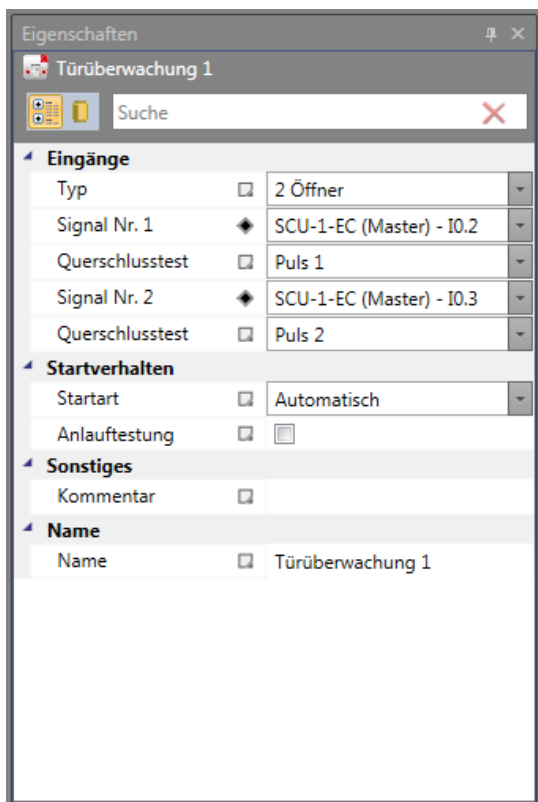 Eigenschaften
Türüberwachung 1
Suche
Eingänge
Typ 2 Öffner
Signal Nr. 1 SCU-1-EC (Master) - I0.2
Querschlusstest Puls 1
Signal Nr. 2 SCU-1-EC (Master) - I0.3
Querschlusstest Puls 2
Startverhalten
Startart Automatisch
Anlauftestung
Sonstiges
Kommentar
Name
Name Türüberwachung 1